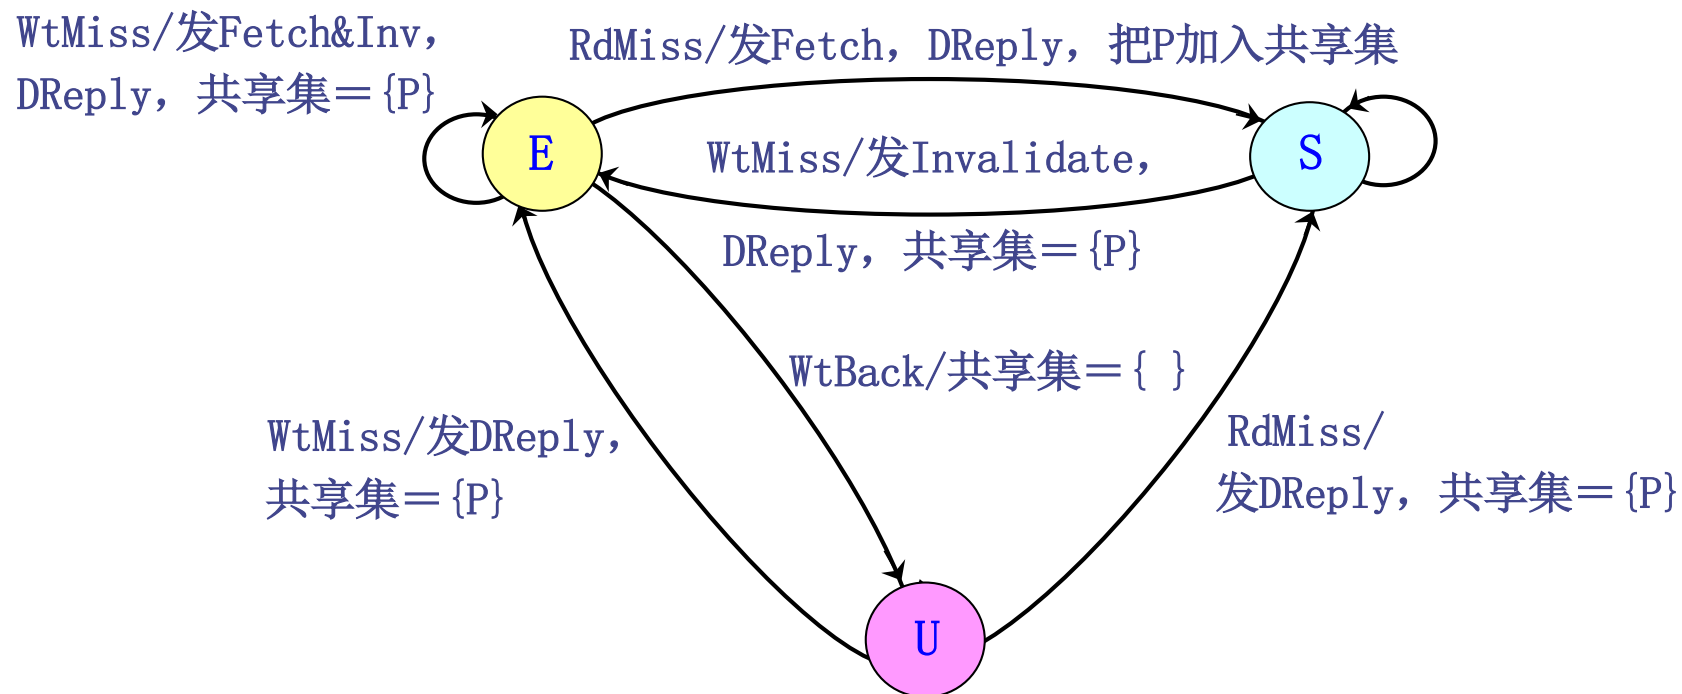 WtMiss/发Fetch&Inv，
DReply，共享集＝{P}
RdMiss/发Fetch，DReply，把P加入共享集
E
WtMiss/发Invalidate，
S
DReply，共享集＝{P}
WtBack/共享集＝{ }
WtMiss/发DReply，
共享集＝{P}
RdMiss/
发DReply，共享集＝{P}
U